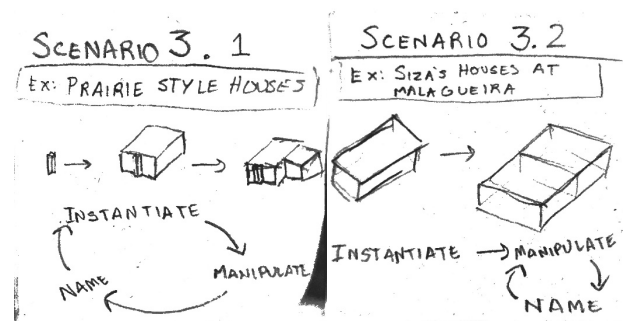 SCENARIO 3.1
EX: PRAIRIE STYLE HOUSES
INSTANTIATE
MANIPULATE
NAME
SCENARIO 3.2
EX: SIZA'S HOUSES AT
MALAGUEIRA
INSTANTIATE
MANIPULATE
NAME